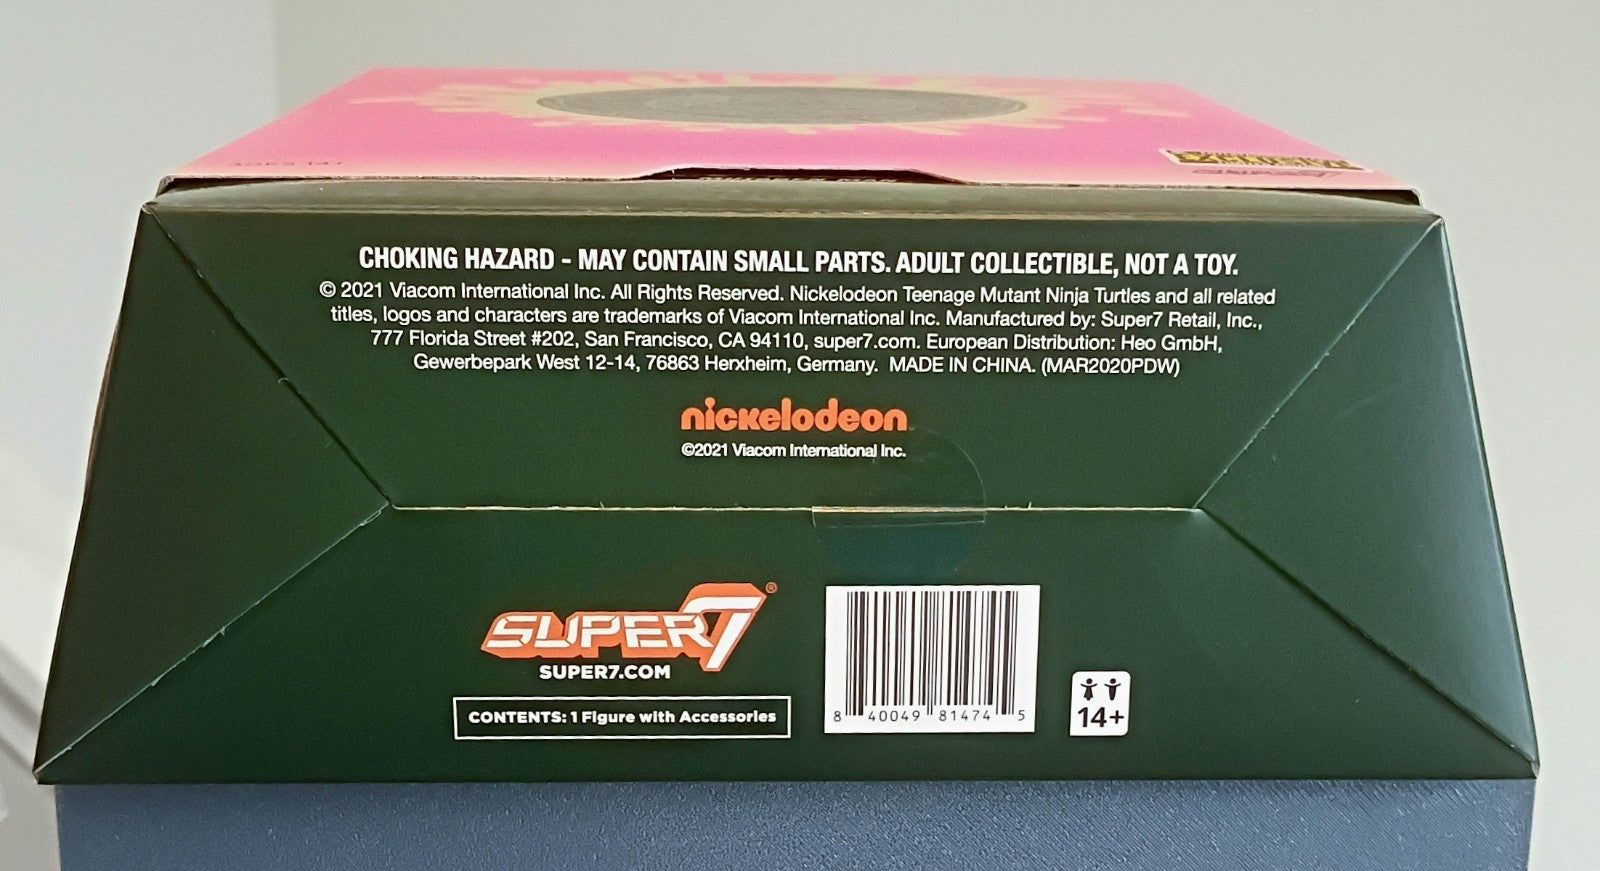 AGES 14+
SUPER7
CHOKING HAZARD - MAY CONTAIN SMALL PARTS. ADULT COLLECTIBLE, NOT A TOY.
© 2021 Viacom International Inc. All Rights Reserved. Nickelodeon Teenage Mutant Ninja Turtles and all related
titles, logos and characters are trademarks of Viacom International Inc. Manufactured by: Super7 Retail, Inc.,
777 Florida Street #202, San Francisco, CA 94110, super7.com. European Distribution: Heo GmbH,
Gewerbepark West 12-14, 76863 Herxheim, Germany. MADE IN CHINA. (MAR2020PDW)
nickelodeon
©2021 Viacom International Inc.
SUPER7®
SUPER7.COM
CONTENTS: 1 Figure with Accessories
8 40049 81474 5
14+